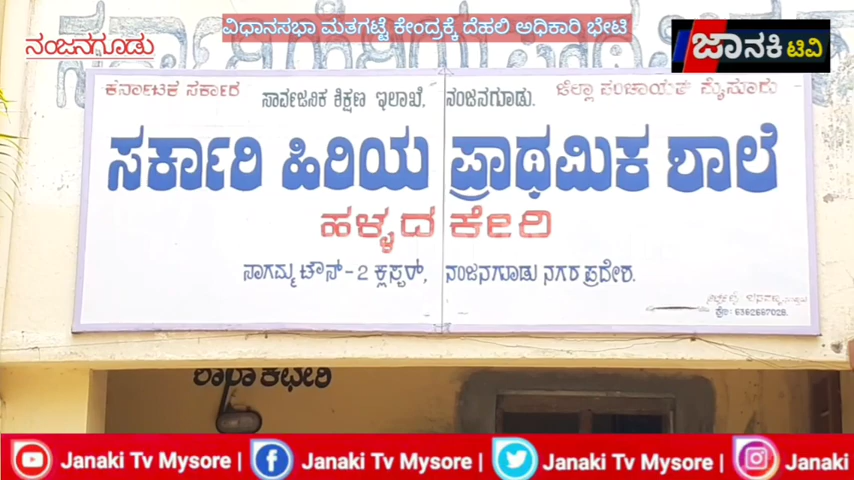 ವಿಧಾನಸಭಾ ಮತಗಟ್ಟೆ ಕೇಂದ್ರಕ್ಕೆ ದೆಹಲಿ ಅಧಿಕಾರಿ ಭೇಟಿ
ನಂಜನಗೂಡು
ಜಾನಕಿ ಟಿವಿ
ಕರ್ನಾಟಕ ಸರ್ಕಾರ
ಸಾರ್ವಜನಿಕ ಶಿಕ್ಷಣ ಇಲಾಖೆ, ನಂಜನಗೂಡು.
ಜಿಲ್ಲಾ ಪಂಚಾಯತ್ ಮೈಸೂರು
ಸರ್ಕಾರಿ ಹಿರಿಯ ಪ್ರಾಥಮಿಕ ಶಾಲೆ
ಹಳ್ಳದ ಕೇರಿ
ನಾಗಮ್ಮ ಟೌನ್-2 ಕ್ಲಸ್ಟರ್, ನಂಜನಗೂಡು ನಗರ ಪ್ರದೇಶ.
ಶಾಲಾ ಕಛೇರಿ
Janaki Tv Mysore | Janaki Tv Mysore | Janaki Tv Mysore | Janaki